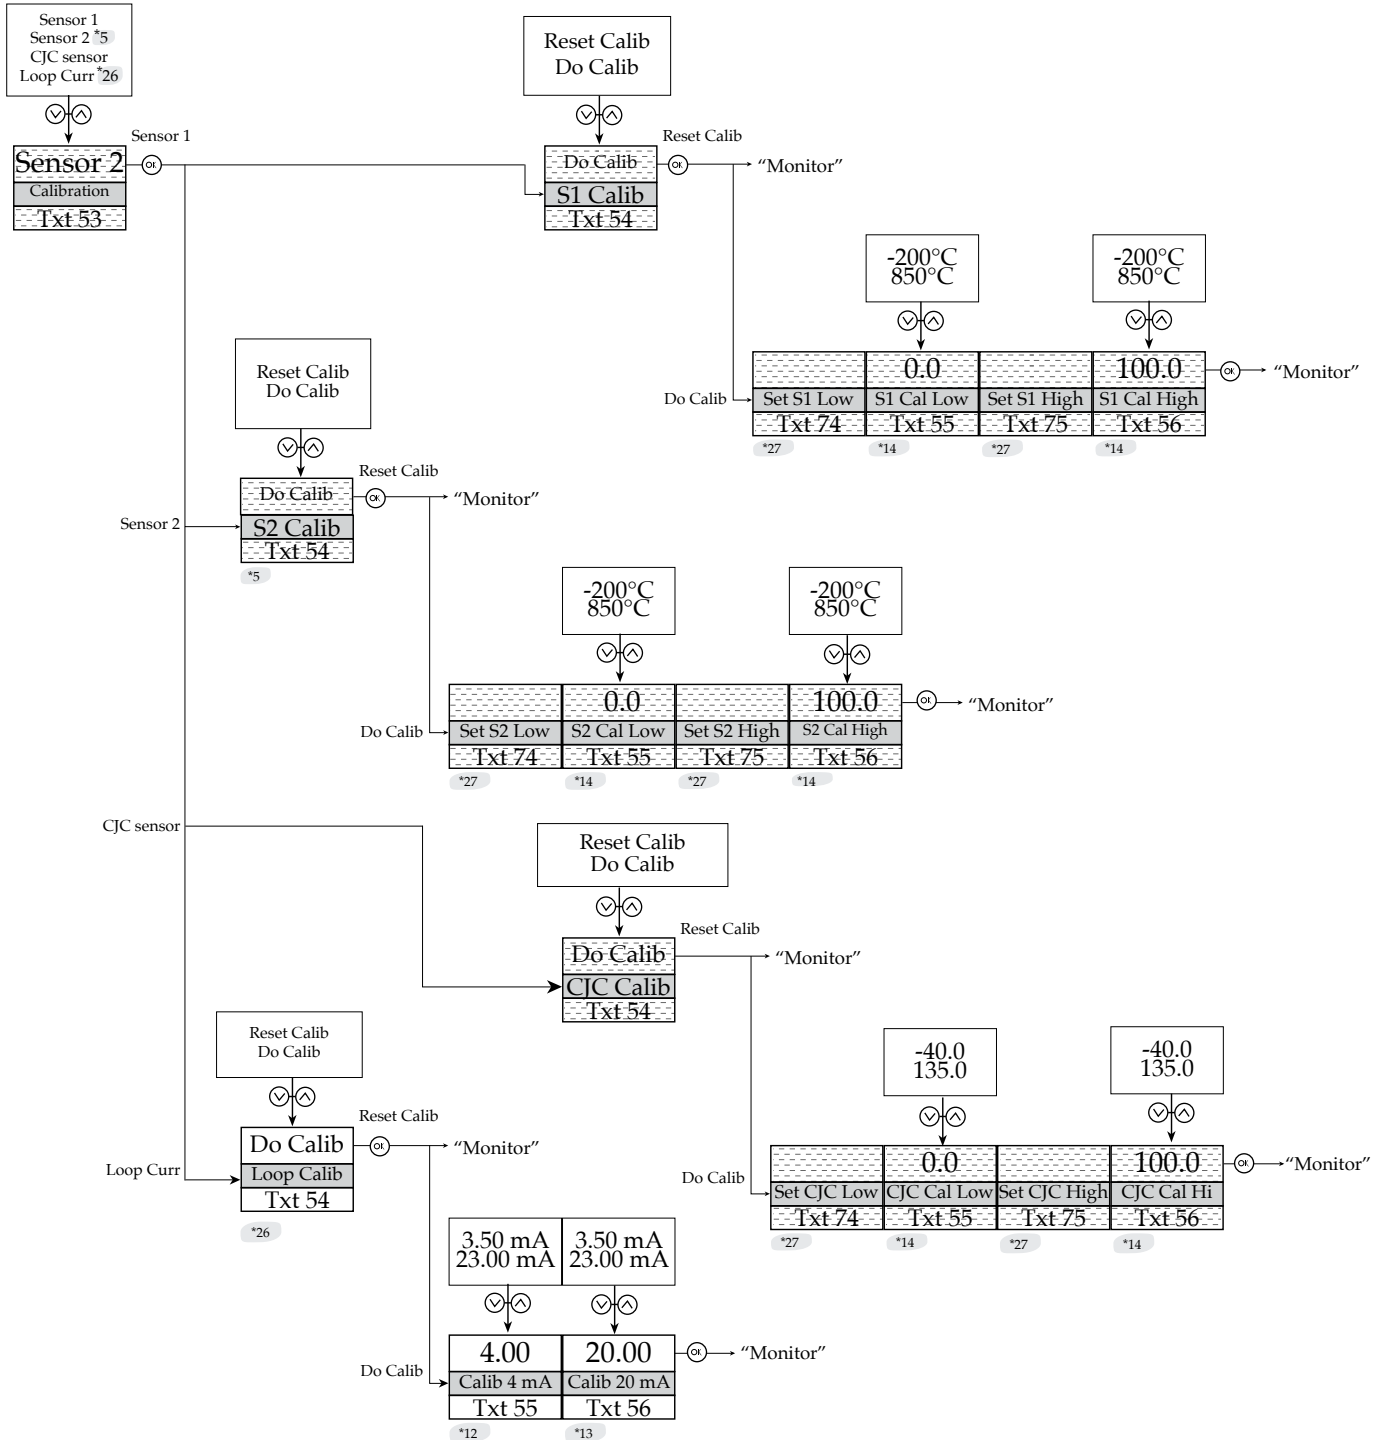 Sensor 1
Sensor 2 *5
CJC sensor
Loop Curr *26
Sensor 1
Sensor 2
OK
Calibration
Txt 53
Reset Calib
Do Calib
Reset Calib
Do Calib
OK
"Monitor"
S1 Calib
Txt 54
-200°C
850°C
-200°C
850°C
0.0
100.0
OK
"Monitor"
Do Calib
Set S1 Low
S1 Cal Low
Set S1 High
S1 Cal High
Txt 74
Txt 55
Txt 75
Txt 56
*27
*14
*27
*14
Reset Calib
Do Calib
Reset Calib
Do Calib
OK
"Monitor"
Sensor 2
S2 Calib
Txt 54
*5
-200°C
850°C
-200°C
850°C
0.0
100.0
OK
"Monitor"
Do Calib
Set S2 Low
S2 Cal Low
Set S2 High
S2 Cal High
Txt 74
Txt 55
Txt 75
Txt 56
*27
*14
*27
*14
CJC sensor
Reset Calib
Do Calib
Reset Calib
Do Calib
"Monitor"
CJC Calib
Txt 54
-40.0
135.0
-40.0
135.0
0.0
100.0
OK
"Monitor"
Do Calib
Set CJC Low
CJC Cal Low
Set CJC High
CJC Cal Hi
Txt 74
Txt 55
Txt 75
Txt 56
*27
*14
*27
*14
Reset Calib
Do Calib
Reset Calib
Do Calib
OK
"Monitor"
Loop Curr
Loop Calib
Txt 54
*26
3.50 mA
23.00 mA
3.50 mA
23.00 mA
4.00
20.00
OK
"Monitor"
Do Calib
Calib 4 mA
Calib 20 mA
Txt 55
Txt 56
*12
*13